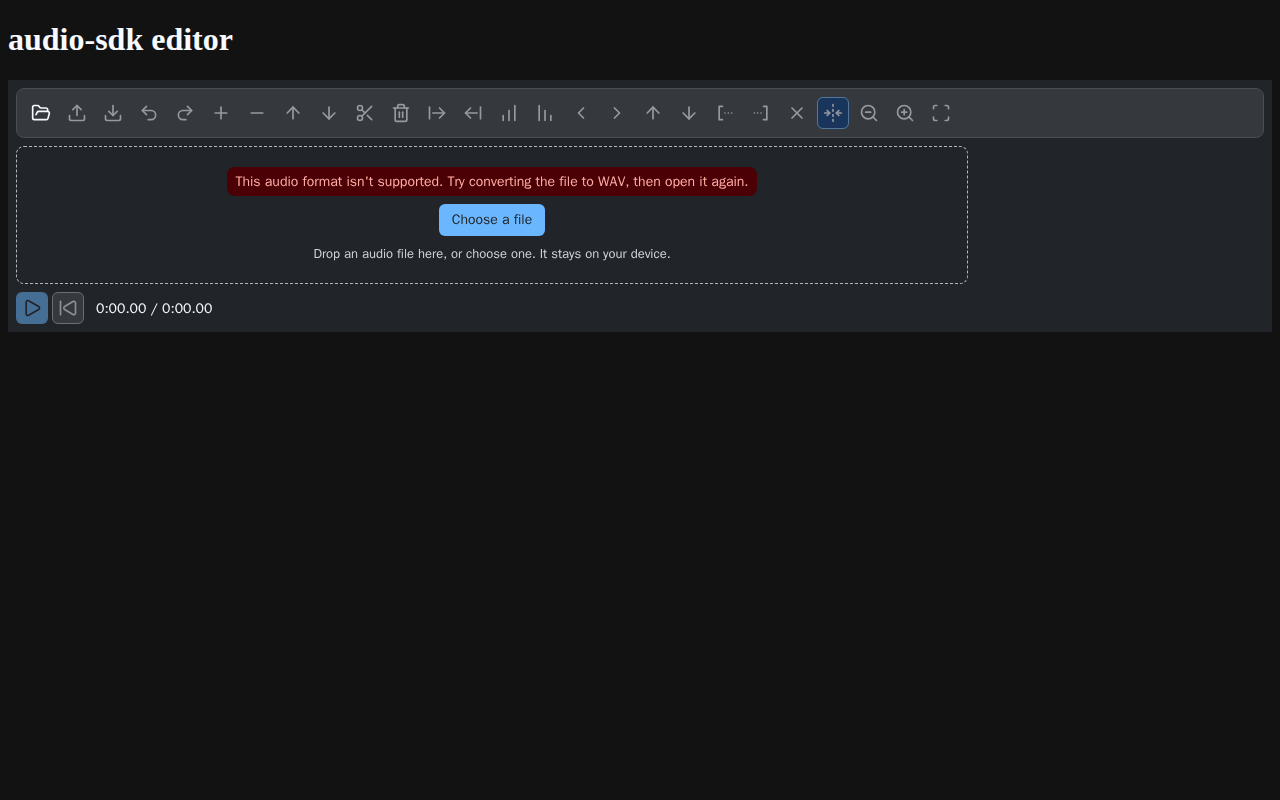 audio-sdk editor
This audio format isn't supported. Try converting the file to WAV, then open it again.
Choose a file
Drop an audio file here, or choose one. It stays on your device.
0:00.00 / 0:00.00